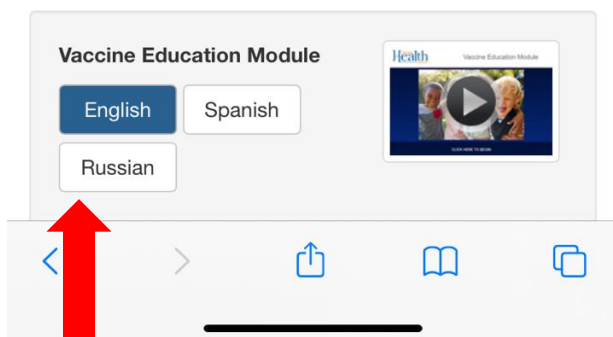 Vaccine Education Module
English
Spanish
Russian
Health
Vaccine Education Module
CLICK HERE TO BEGIN